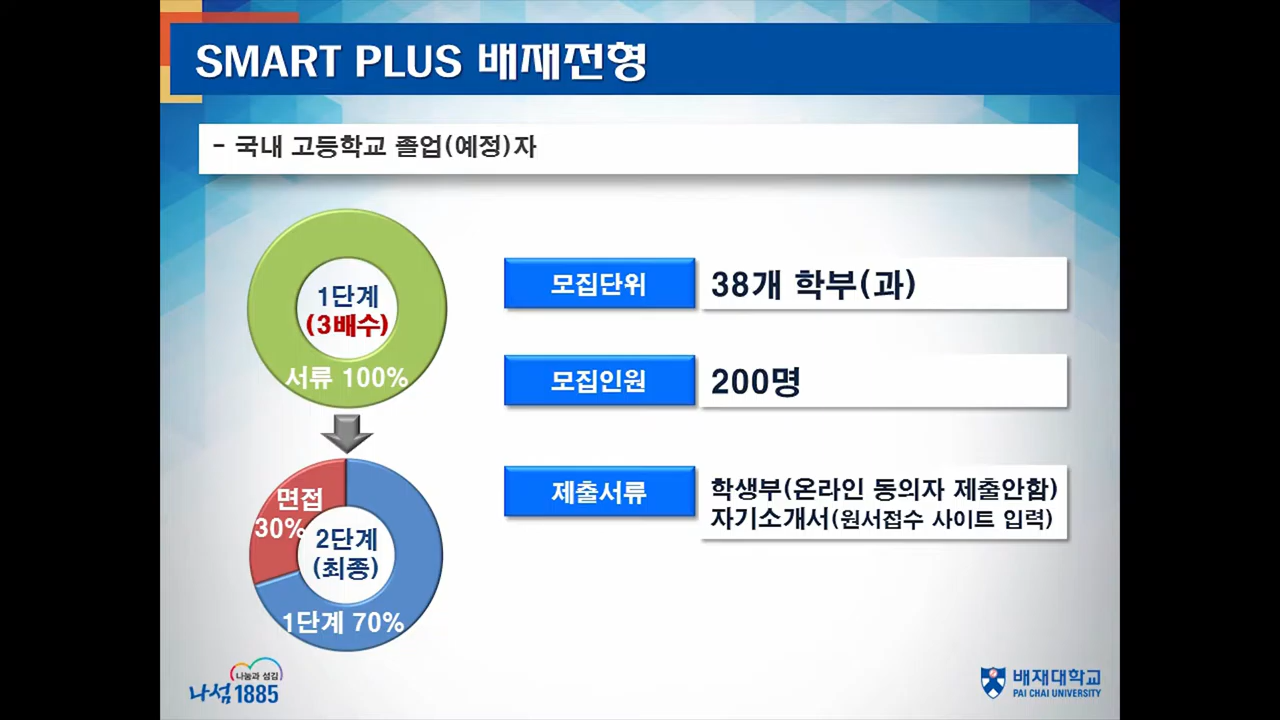 SMART PLUS 배재전형
- 국내 고등학교 졸업(예정)자
1단계
(3배수)
서류 100%
면접
30%
2단계
(최종)
1단계 70%
모집단위
38개 학부(과)
모집인원
200명
제출서류
학생부(온라인 동의자 제출안함)
자기소개서(원서접수 사이트 입력)
나눔과 섬김
나섬1885
배재대학교
PAI CHAI UNIVERSITY